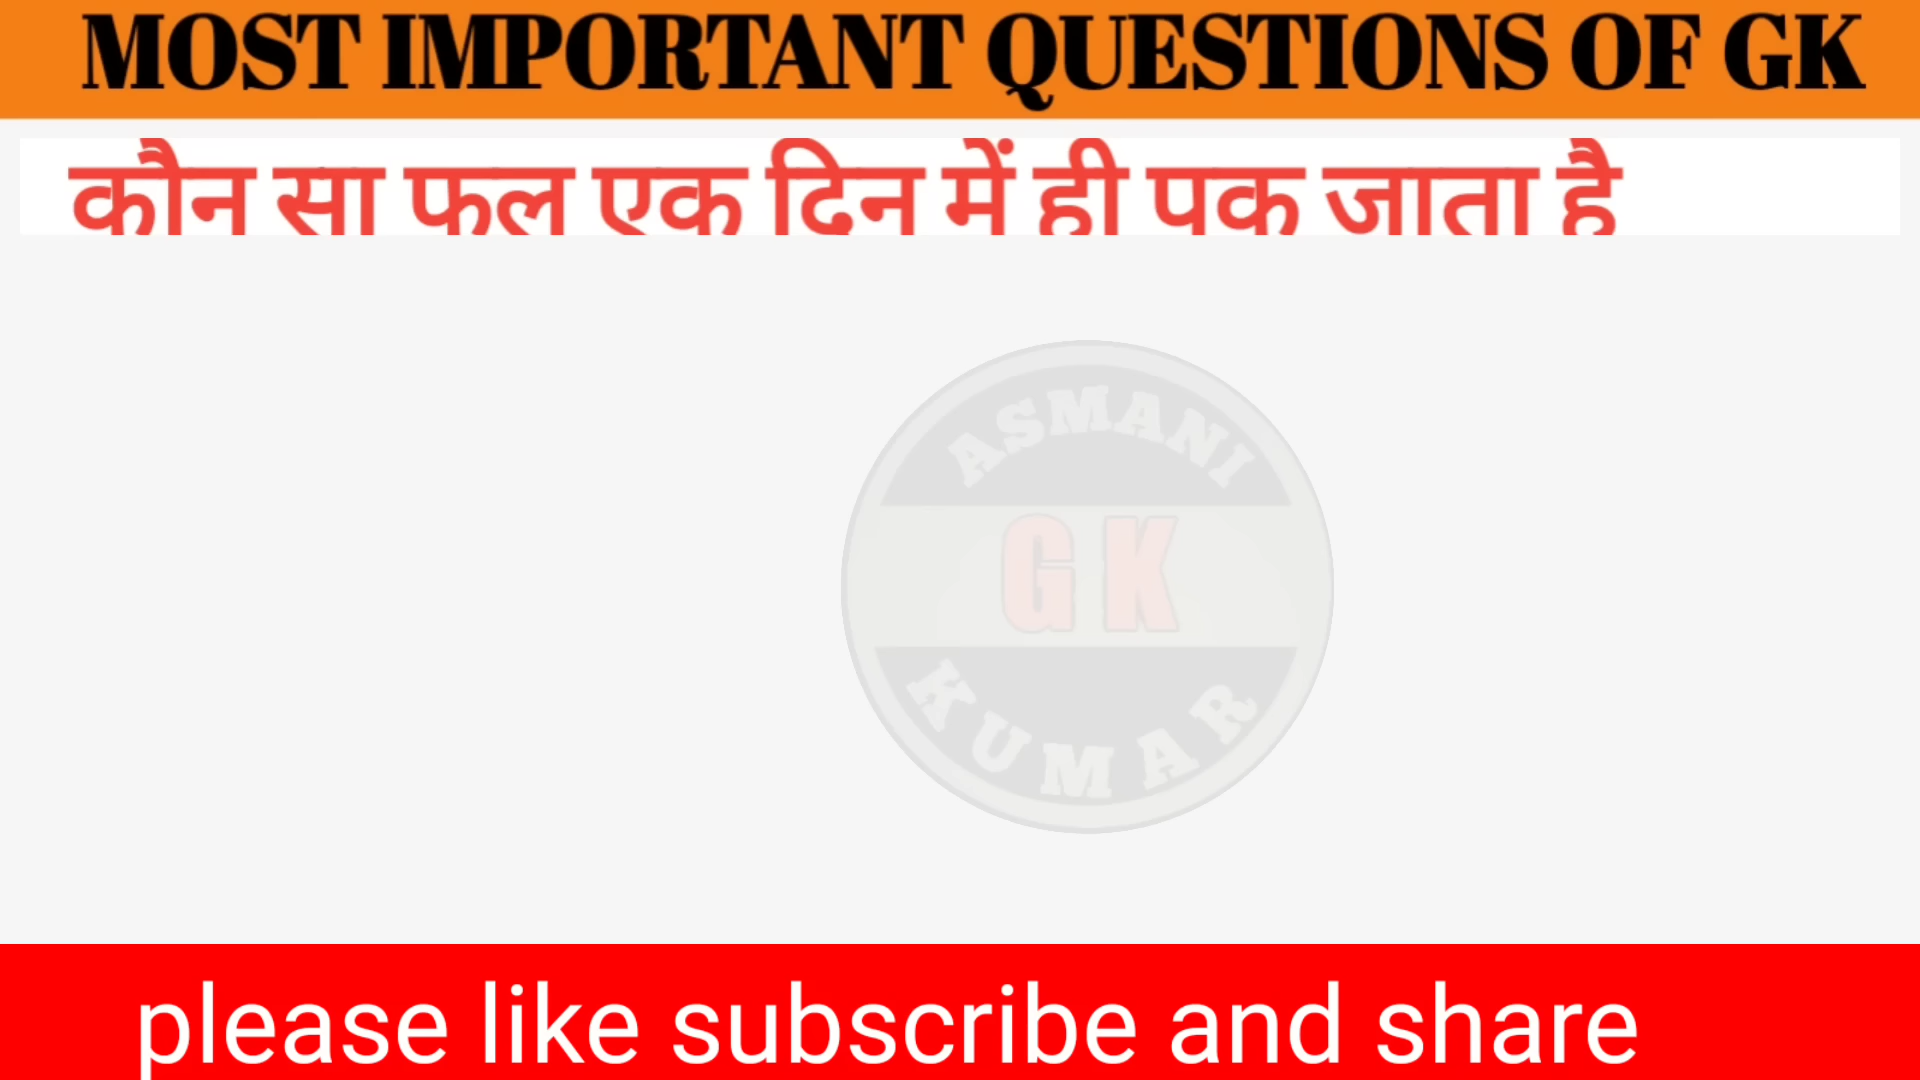 MOST IMPORTANT QUESTIONS OF GK
कौन सा फल एक दिन में ही पक जाता है
ASMANI
GK
KUMAR
please like subscribe and share